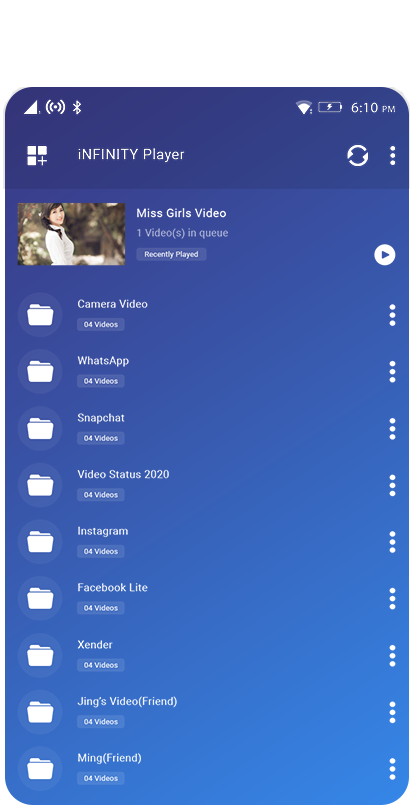 6:10 PM
iNFINITY Player
Miss Girls Video
1 Video(s) in queue
Recently Played
Camera Video
04 Videos
WhatsApp
04 Videos
Snapchat
04 Videos
Video Status 2020
04 Videos
Instagram
04 Videos
Facebook Lite
04 Videos
Xender
04 Videos
Jing's Video(Friend)
04 Videos
Ming(Friend)
04 Videos